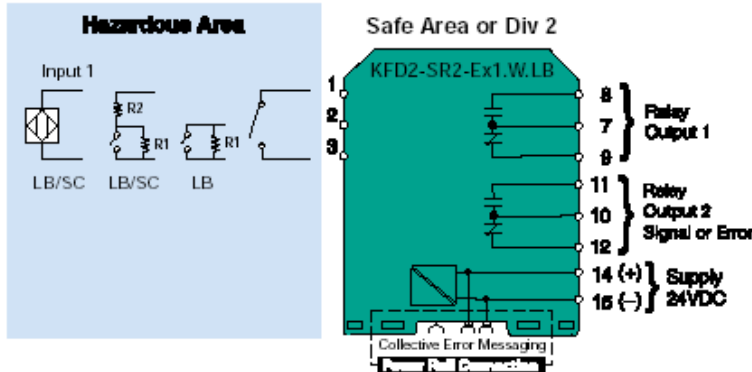 Hazardous Area
Safe Area or Div 2
Input 1
KFD2-SR2-Ex1.W.LB
1
2
3
R2
R1
R1
LB/SC
LB/SC
LB
8
7
9
Relay
Output 1
11
10
12
Relay
Output 2
Signal or Error
14 (+)
15 (−)
Supply
24VDC
Collective Error Messaging
Power Rail Connection